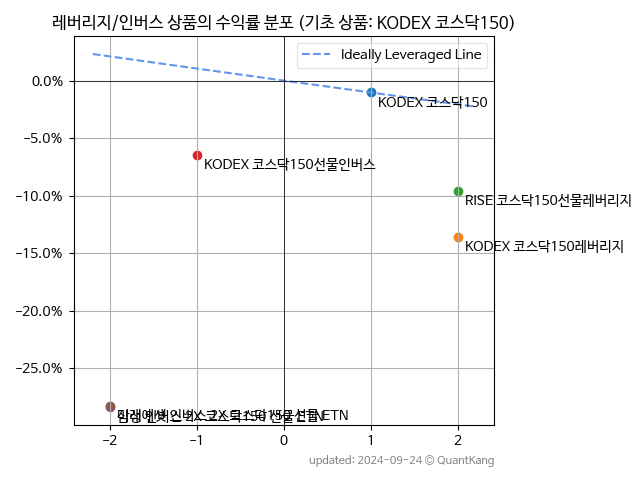 레버리지/인버스 상품의 수익률 분포 (기초 상품: KODEX 코스닥150)
Ideally Leveraged Line
0.0%
KODEX 코스닥150
−5.0%
KODEX 코스닥150선물인버스
−10.0%
RISE 코스닥150선물레버리지
KODEX 코스닥150레버리지
−15.0%
−20.0%
−25.0%
ETN
−2
−1
0
1
2
updated: 2024-09-24 © QuantKang